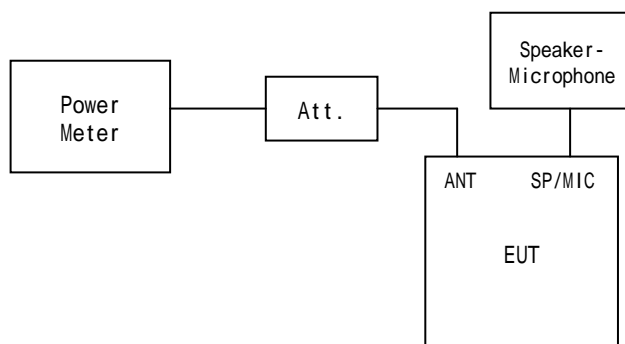 Speaker-
Microphone
Power
Meter
Att.
ANT SP/MIC
EUT